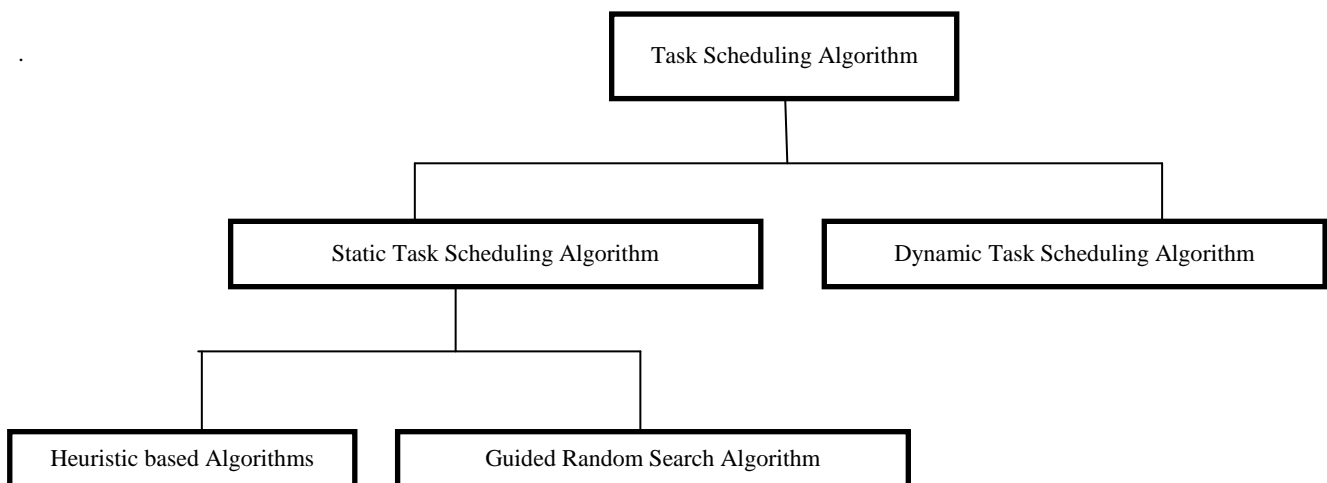 .
Task Scheduling Algorithm
Static Task Scheduling Algorithm
Dynamic Task Scheduling Algorithm
Heuristic based Algorithms
Guided Random Search Algorithm